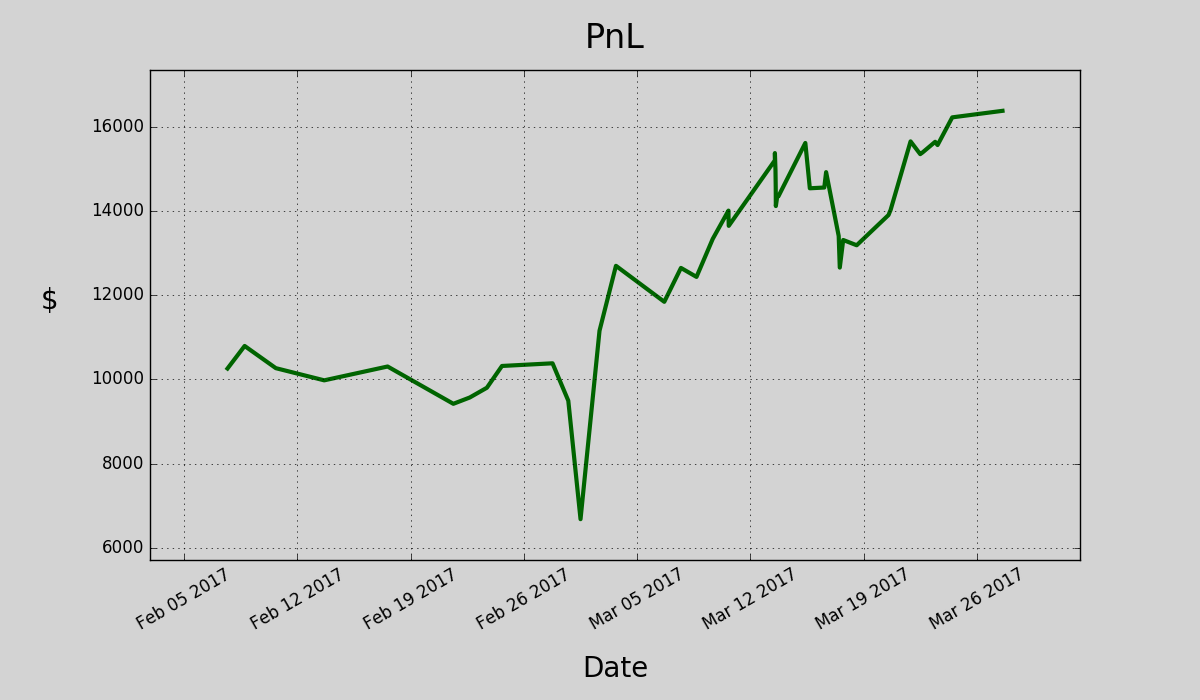 PnL
16000
14000
12000
$
10000
8000
6000
Feb 05 2017
Feb 12 2017
Feb 19 2017
Feb 26 2017
Mar 05 2017
Mar 12 2017
Mar 19 2017
Mar 26 2017
Date